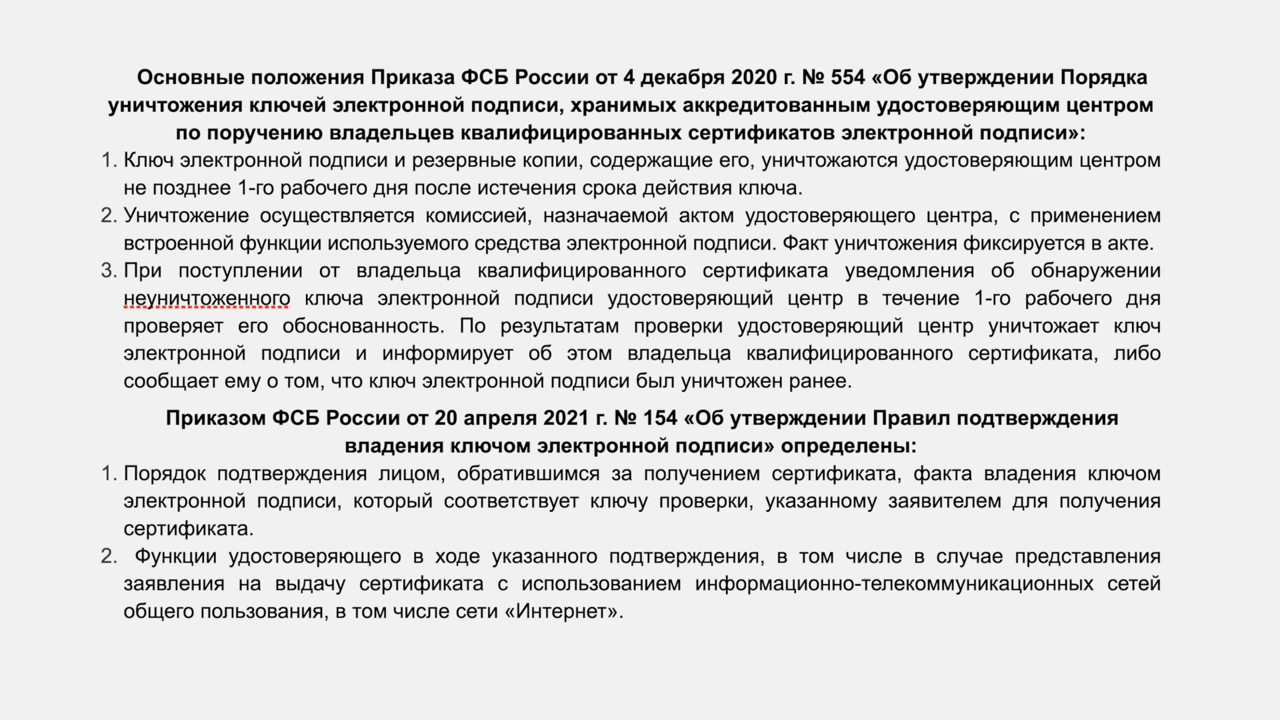 Основные положения Приказа ФСБ России от 4 декабря 2020 г. № 554 «Об утверждении Порядка
уничтожения ключей электронной подписи, хранимых аккредитованным удостоверяющим центром
по поручению владельцев квалифицированных сертификатов электронной подписи»:
1. Ключ электронной подписи и резервные копии, содержащие его, уничтожаются удостоверяющим центром
не позднее 1-го рабочего дня после истечения срока действия ключа.
2. Уничтожение осуществляется комиссией, назначаемой актом удостоверяющего центра, с применением
встроенной функции используемого средства электронной подписи. Факт уничтожения фиксируется в акте.
3. При поступлении от владельца квалифицированного сертификата уведомления об обнаружении
неуничтоженного ключа электронной подписи удостоверяющий центр в течение 1-го рабочего дня
проверяет его обоснованность. По результатам проверки удостоверяющий центр уничтожает ключ
электронной подписи и информирует об этом владельца квалифицированного сертификата, либо
сообщает ему о том, что ключ электронной подписи был уничтожен ранее.
Приказом ФСБ России от 20 апреля 2021 г. № 154 «Об утверждении Правил подтверждения
владения ключом электронной подписи» определены:
1. Порядок подтверждения лицом, обратившимся за получением сертификата, факта владения ключом
электронной подписи, который соответствует ключу проверки, указанному заявителем для получения
сертификата.
2. Функции удостоверяющего в ходе указанного подтверждения, в том числе в случае представления
заявления на выдачу сертификата с использованием информационно-телекоммуникационных сетей
общего пользования, в том числе сети «Интернет».